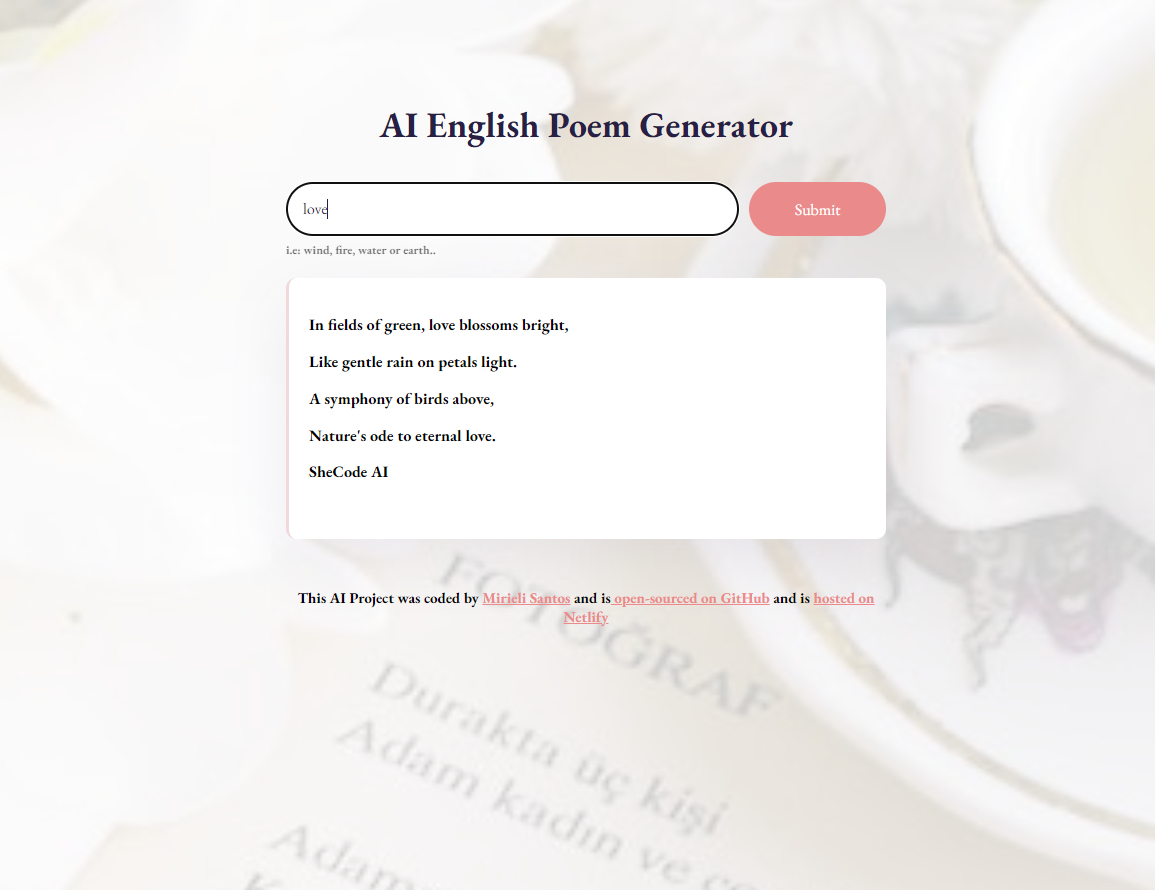 AI English Poem Generator
love
Submit
i.e: wind, fire, water or earth..
In fields of green, love blossoms bright,
Like gentle rain on petals light.
A symphony of birds above,
Nature's ode to eternal love.
SheCode AI
This AI Project was coded by Mirieli Santos and is open-sourced on GitHub and is hosted on
Netlify
FOTOĞRAF
Durakta üç kişi
Adam kadın ve